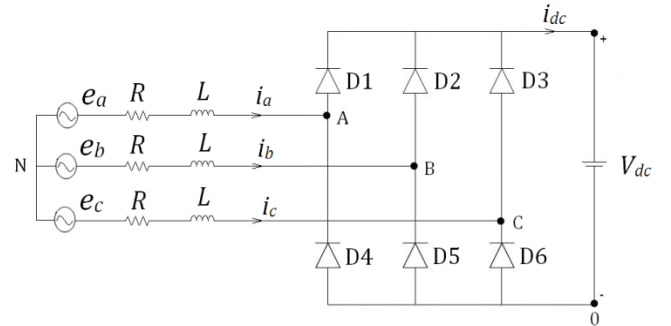 i_dc
+
D1 D2 D3
e_a R L i_a A
N e_b R L i_b B
V_dc
e_c R L i_c C
D4 D5 D6
-
0